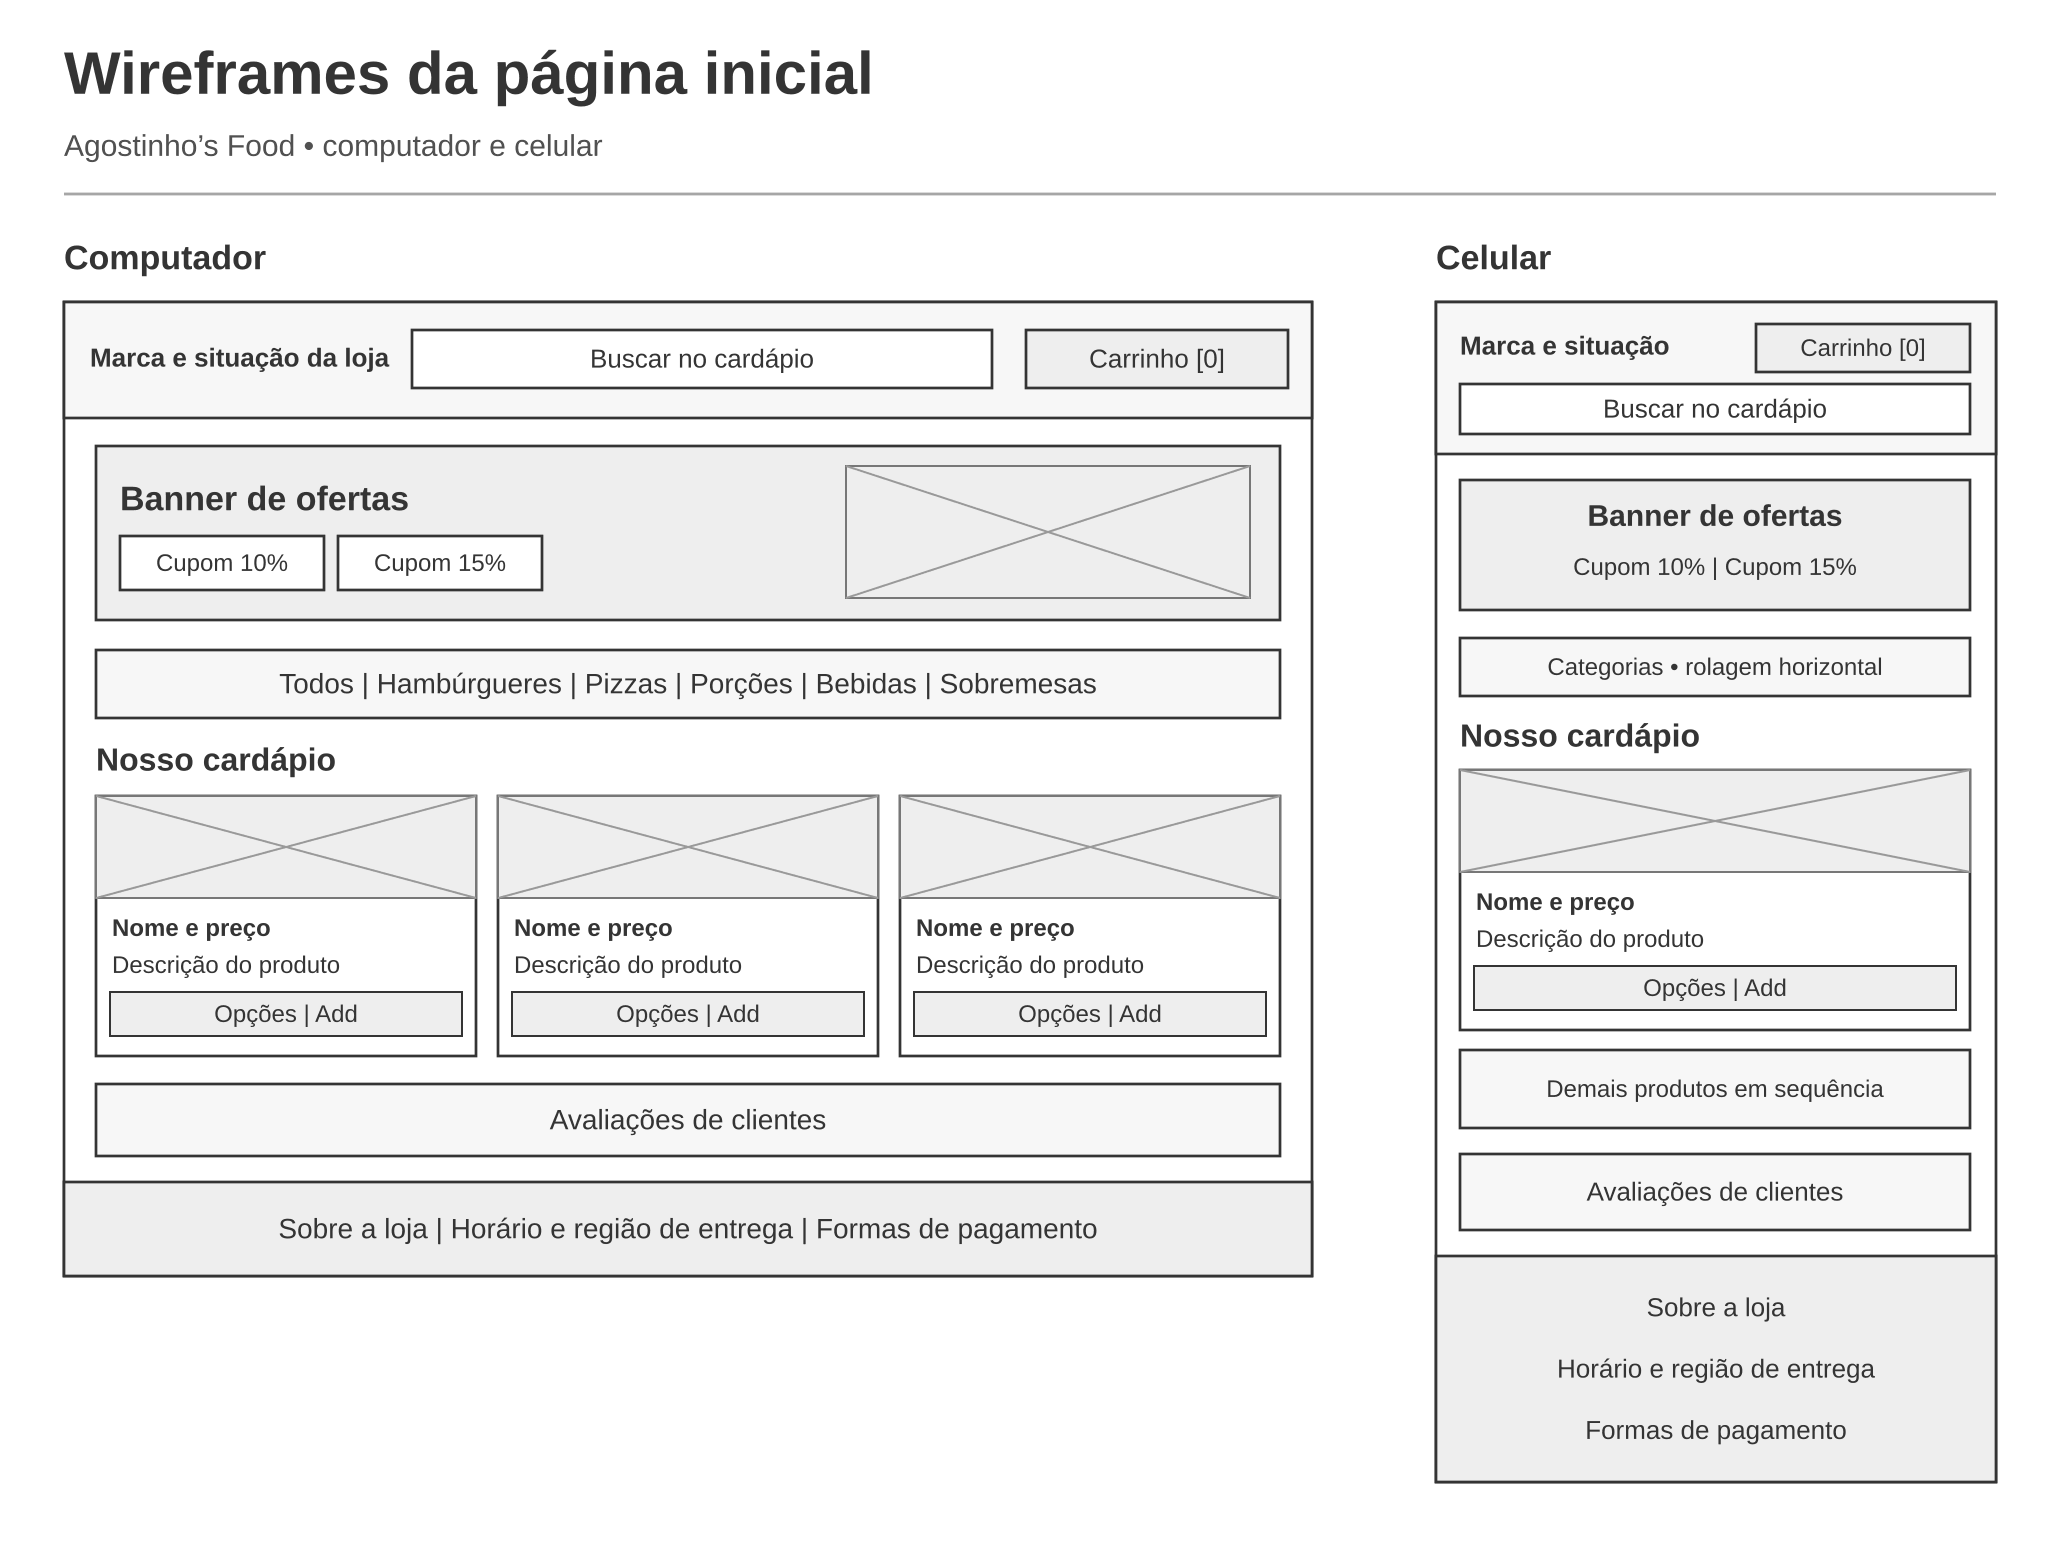 Wireframes da página inicial
Agostinho’s Food • computador e celular
Computador
Marca e situação da loja
Buscar no cardápio
Carrinho [0]
Banner de ofertas
Cupom 10%
Cupom 15%
Todos | Hambúrgueres | Pizzas | Porções | Bebidas | Sobremesas
Nosso cardápio
Nome e preço
Descrição do produto
Opções | Add
Nome e preço
Descrição do produto
Opções | Add
Nome e preço
Descrição do produto
Opções | Add
Avaliações de clientes
Sobre a loja | Horário e região de entrega | Formas de pagamento
Celular
Marca e situação
Carrinho [0]
Buscar no cardápio
Banner de ofertas
Cupom 10% | Cupom 15%
Categorias • rolagem horizontal
Nosso cardápio
Nome e preço
Descrição do produto
Opções | Add
Demais produtos em sequência
Avaliações de clientes
Sobre a loja
Horário e região de entrega
Formas de pagamento